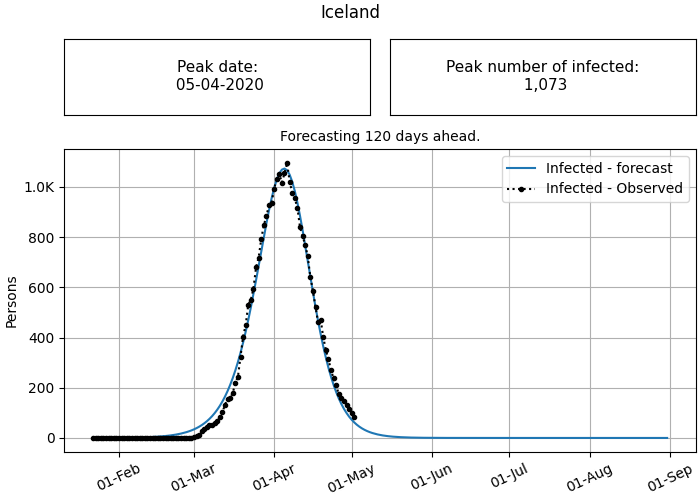 Iceland
Peak date:
05-04-2020
Peak number of infected:
1,073
Forecasting 120 days ahead.
Infected - forecast
Infected - Observed
1.0K
800
600
400
200
0
Persons
01-Feb
01-Mar
01-Apr
01-May
01-Jun
01-Jul
01-Aug
01-Sep